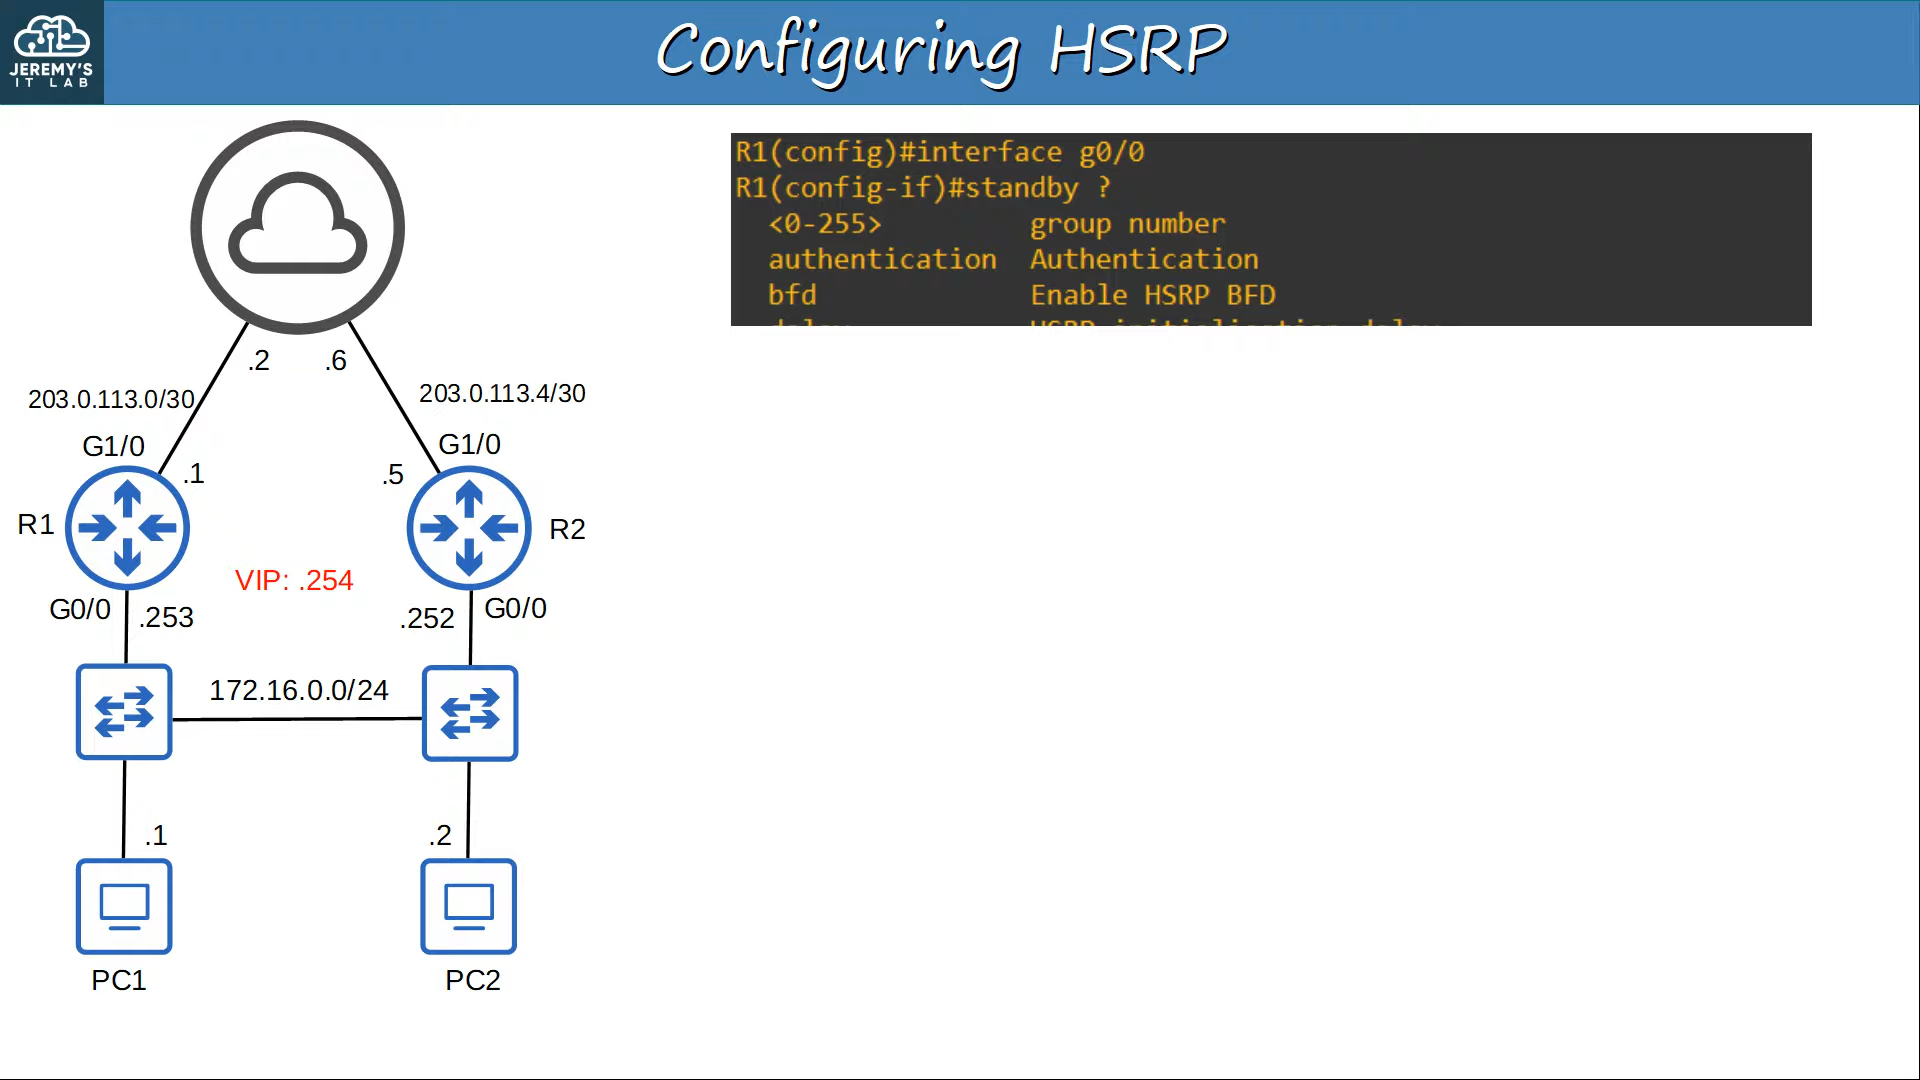 JEREMY'S
IT LAB
Configuring HSRP
R1(config)#interface g0/0
R1(config-if)#standby ?
<0-255> group number
authentication Authentication
bfd Enable HSRP BFD
.2
.6
203.0.113.0/30
203.0.113.4/30
G1/0
G1/0
.1
.5
R1
R2
VIP: .254
G0/0
.253
.252
G0/0
172.16.0.0/24
.1
.2
PC1
PC2